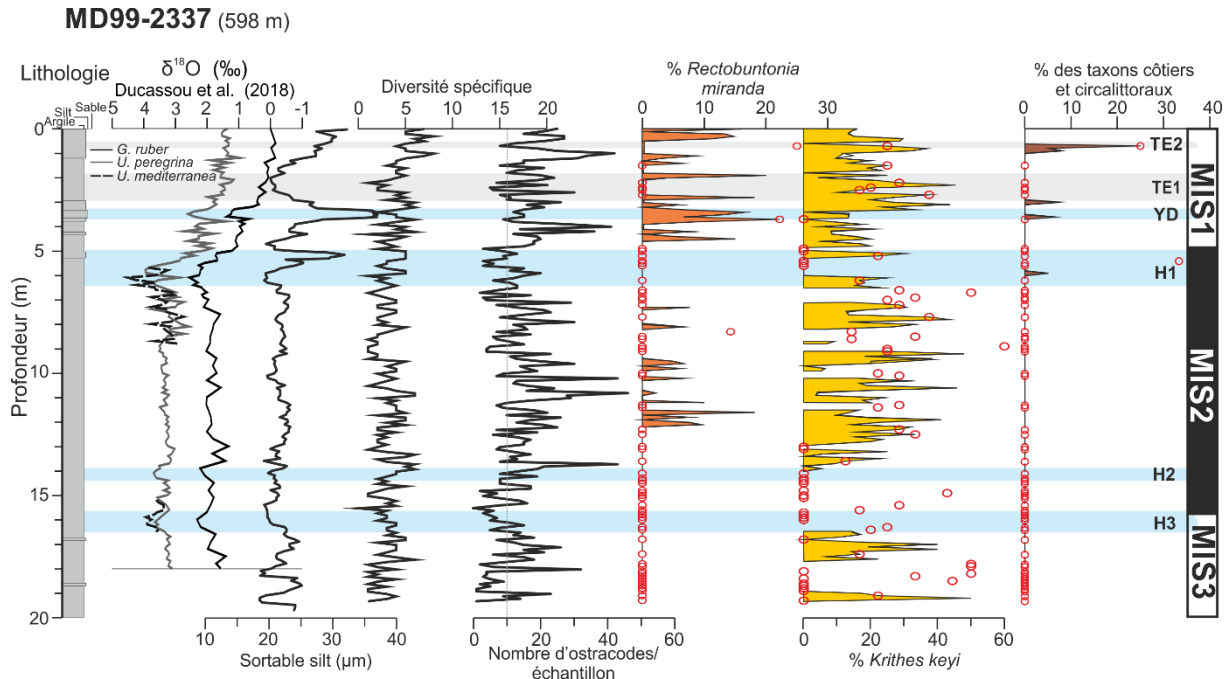 MD99-2337 (598 m)
Lithologie
δ¹⁸O (‰)
Ducassou et al. (2018)
Diversité spécifique
% Rectobuntonia
miranda
% des taxons côtiers
et circalittoraux
Argile
Silt
Sable
5 4 3 2 1 0 -1
0 5 10 15 20
0 10 20 30
0 10 20 30 40
G. ruber
U. peregrina
U. mediterranea
Profondeur (m)
0
5
10
15
20
TE2
TE1
YD
H1
H2
H3
MIS1
MIS2
MIS3
10 20 30 40
Sortable silt (µm)
0 20 40 60
Nombre d'ostracodes/
échantillon
0 20 40 60
% Krithes keyi